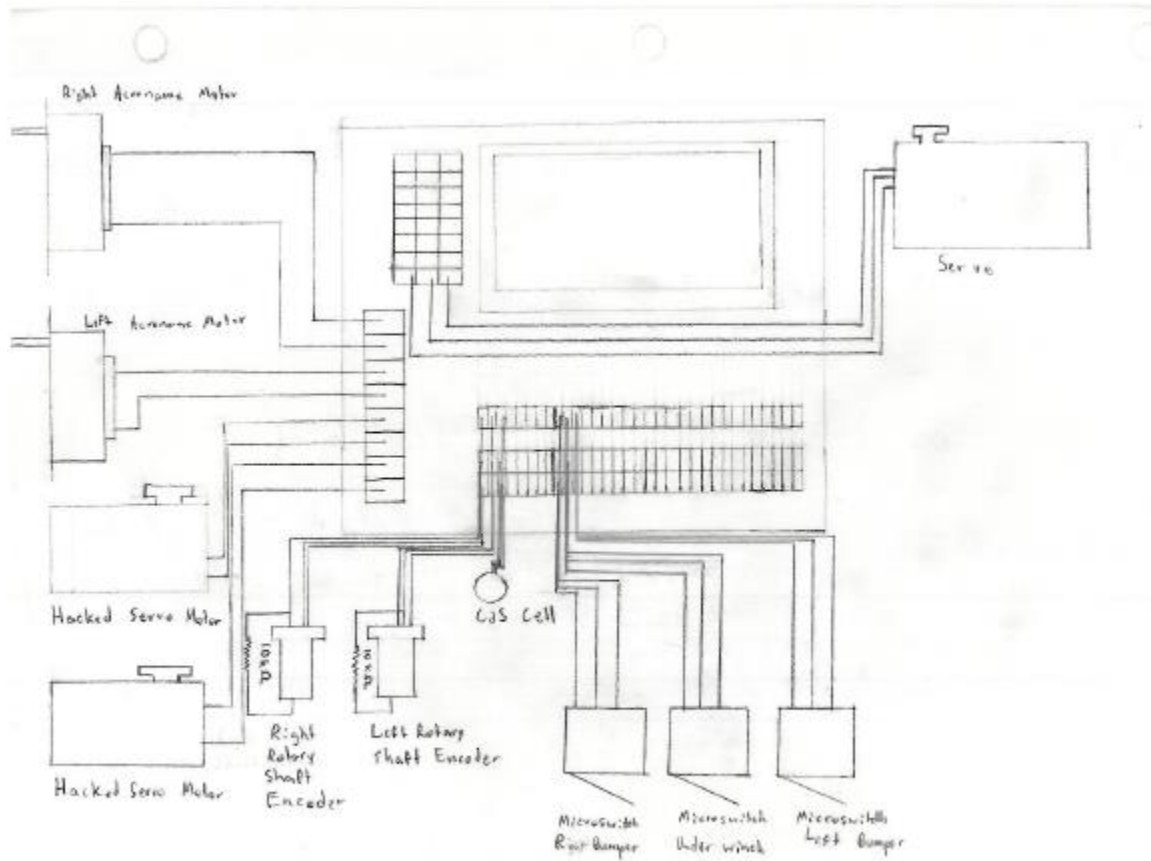 Right Acroname Motor
Left Acroname Motor
Servo
Hacked Servo Motor
CdS Cell
10KΩ
10KΩ
Hacked Servo Motor
Right
Rotary
Shaft
Encoder
Left Rotary
Shaft Encoder
Microswitch
Right Bumper
Microswitch
Under winch
Microswitch
Left Bumper